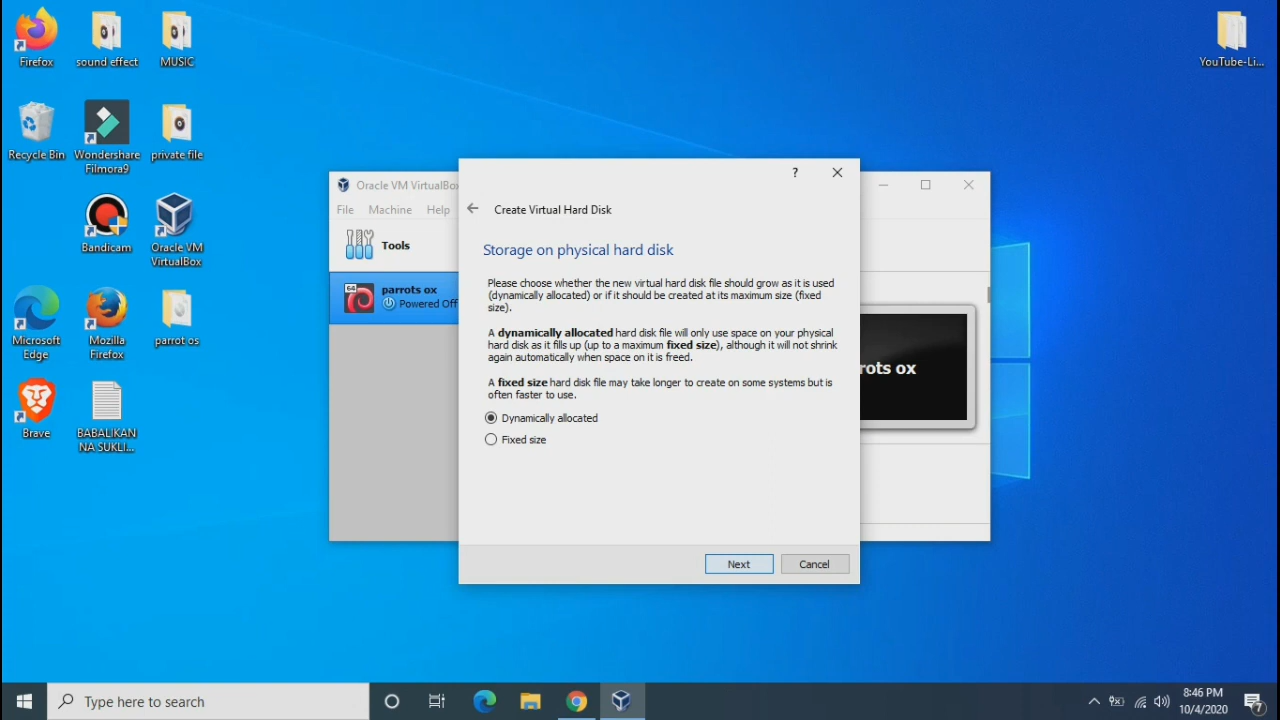 Firefox
sound effect
MUSIC
YouTube-Li...
Recycle Bin
Wondershare
Filmora9
private file
Bandicam
Oracle VM
VirtualBox
Microsoft
Edge
Mozilla
Firefox
parrot os
Brave
BABALIKAN
NA SUKLI...
Oracle VM VirtualBox
File Machine Help
Tools
64
parrots ox
Powered Off
rots ox
?
Create Virtual Hard Disk
Storage on physical hard disk
Please choose whether the new virtual hard disk file should grow as it is used
(dynamically allocated) or if it should be created at its maximum size (fixed
size).
A dynamically allocated hard disk file will only use space on your physical
hard disk as it fills up (up to a maximum fixed size), although it will not shrink
again automatically when space on it is freed.
A fixed size hard disk file may take longer to create on some systems but is
often faster to use.
Dynamically allocated
Fixed size
Next
Cancel
Type here to search
8:46 PM
10/4/2020
7